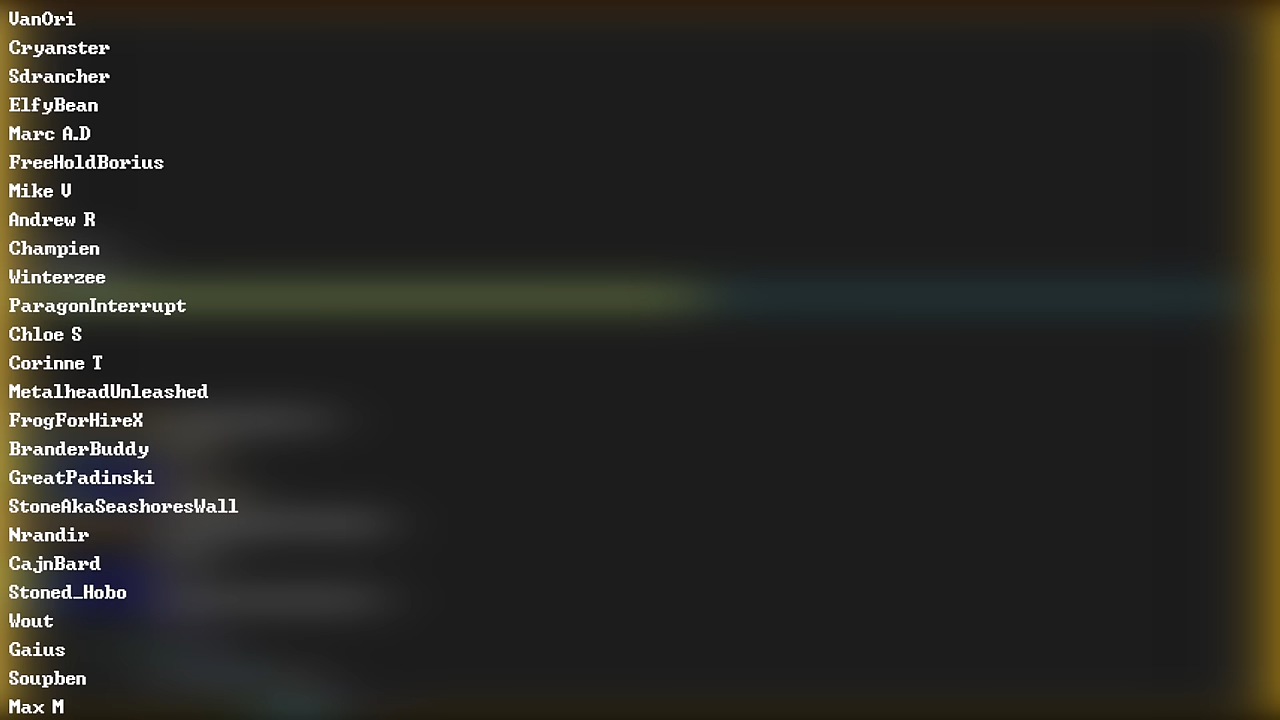 VanOri
Cryanster
Sdrancher
ElfyBean
Marc A.D
FreeHoldBorius
Mike V
Andrew R
Champien
Winterzee
ParagonInterrupt
Chloe S
Corinne T
MetalheadUnleashed
FrogForHireX
BranderBuddy
GreatPadinski
StoneAkaSeashoresWall
Nrandir
CajnBard
Stoned_Hobo
Wout
Gaius
Soupben
Max M